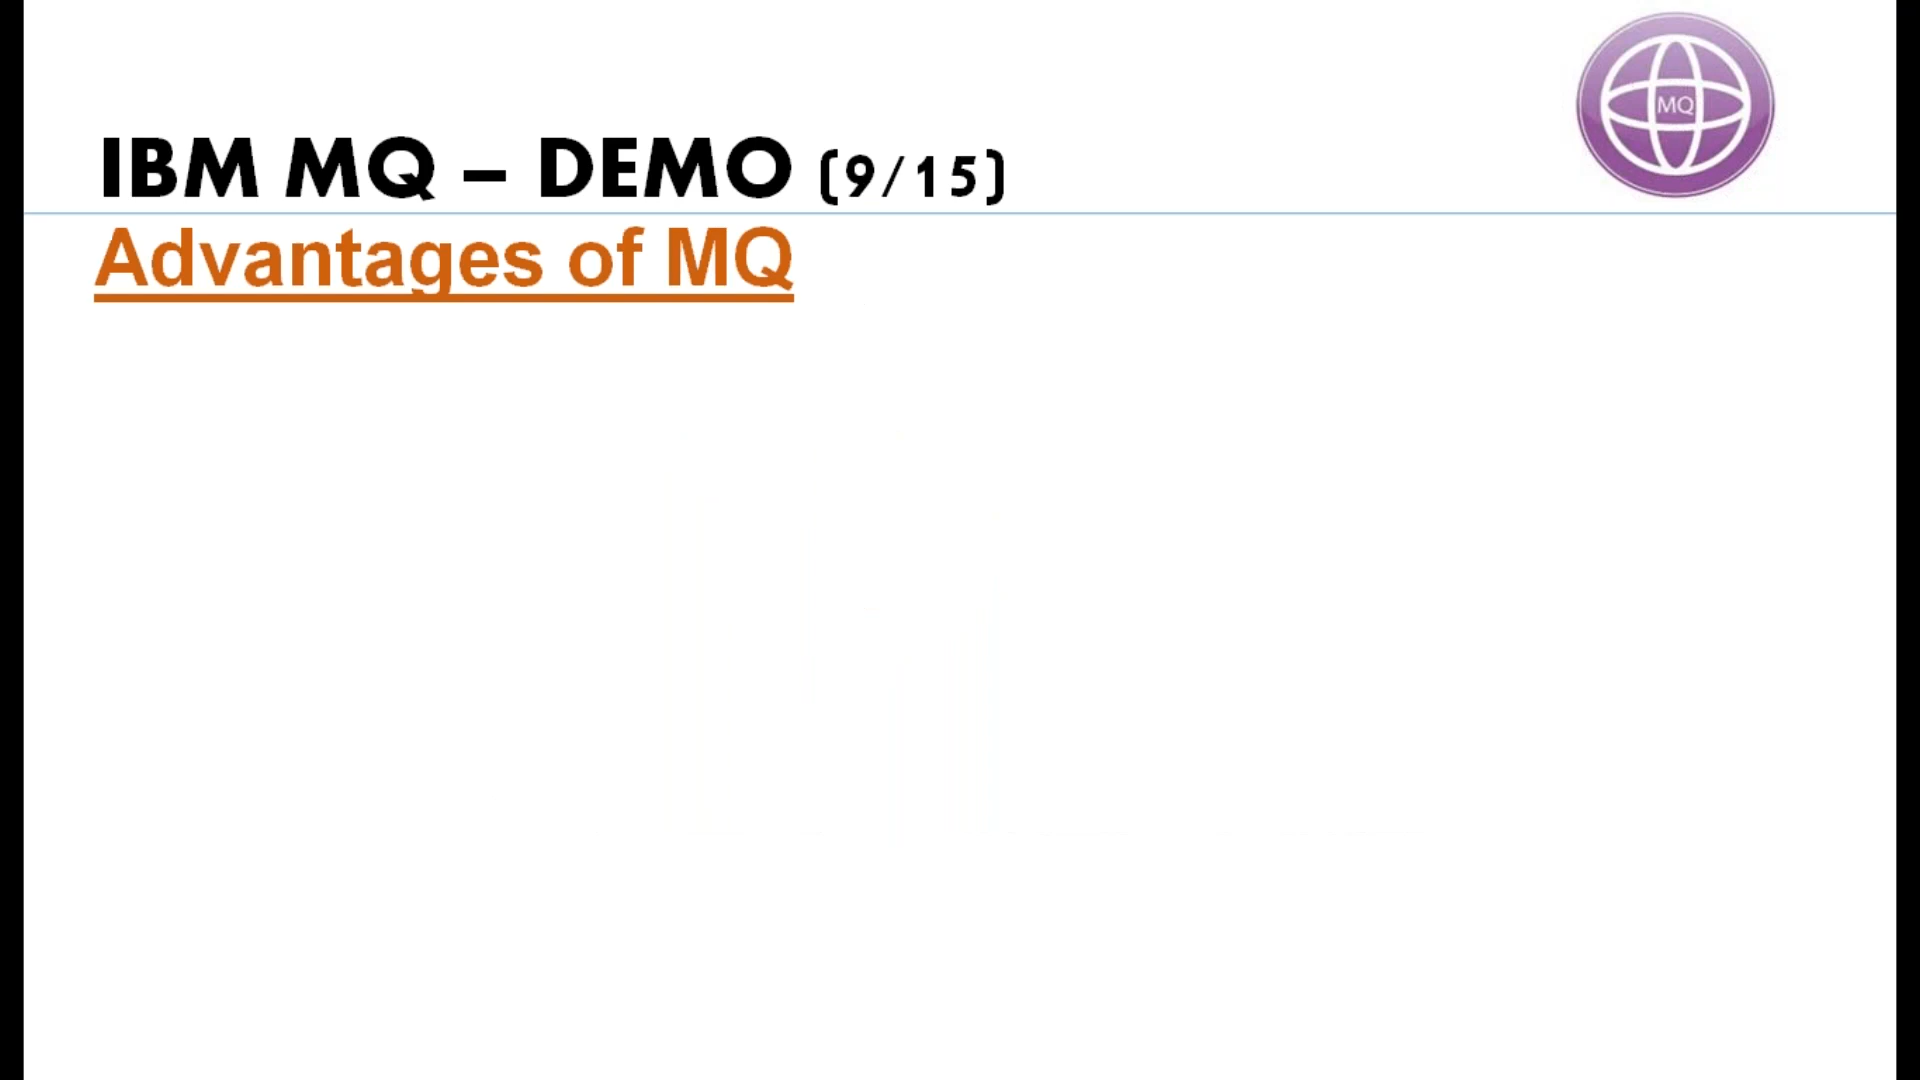 MQ
IBM MQ – DEMO (9/15)
Advantages of MQ